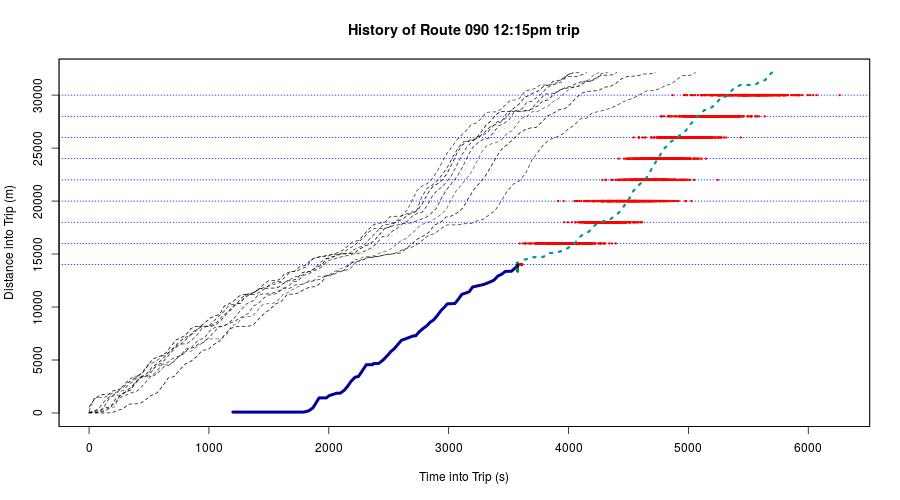 History of Route 090 12:15pm trip
Distance Into Trip (m)
30000
25000
20000
15000
10000
5000
0
0 1000 2000 3000 4000 5000 6000
Time into Trip (s)